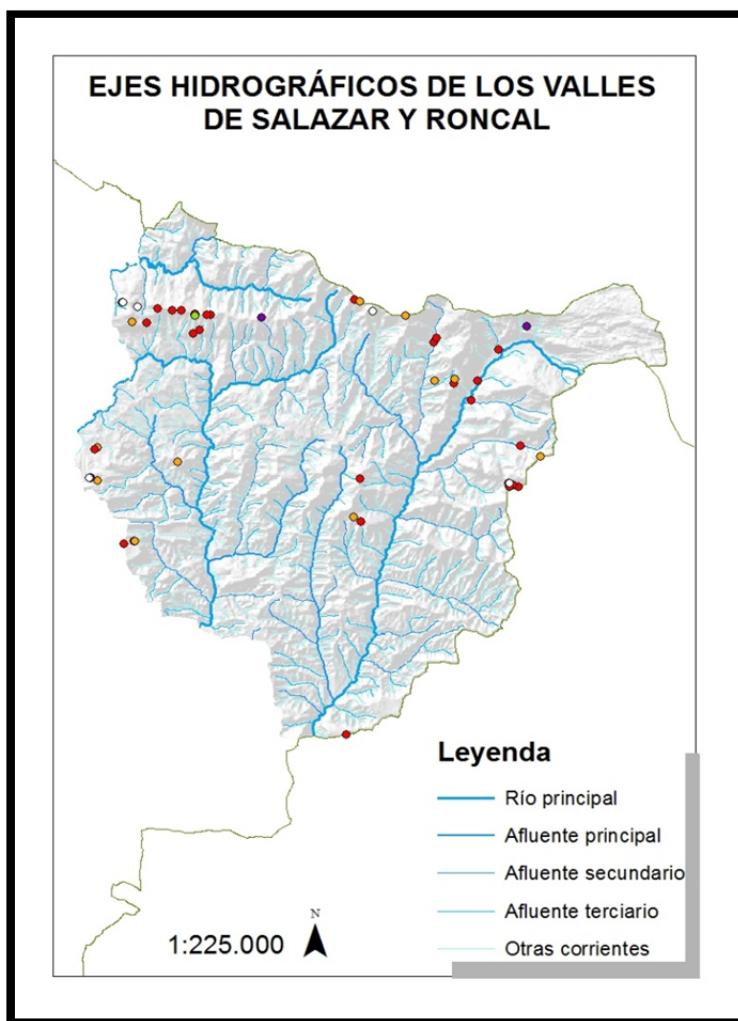 EJES HIDROGRÁFICOS DE LOS VALLES
DE SALAZAR Y RONCAL
Leyenda
Río principal
Afluente principal
Afluente secundario
Afluente terciario
Otras corrientes
N
1:225.000